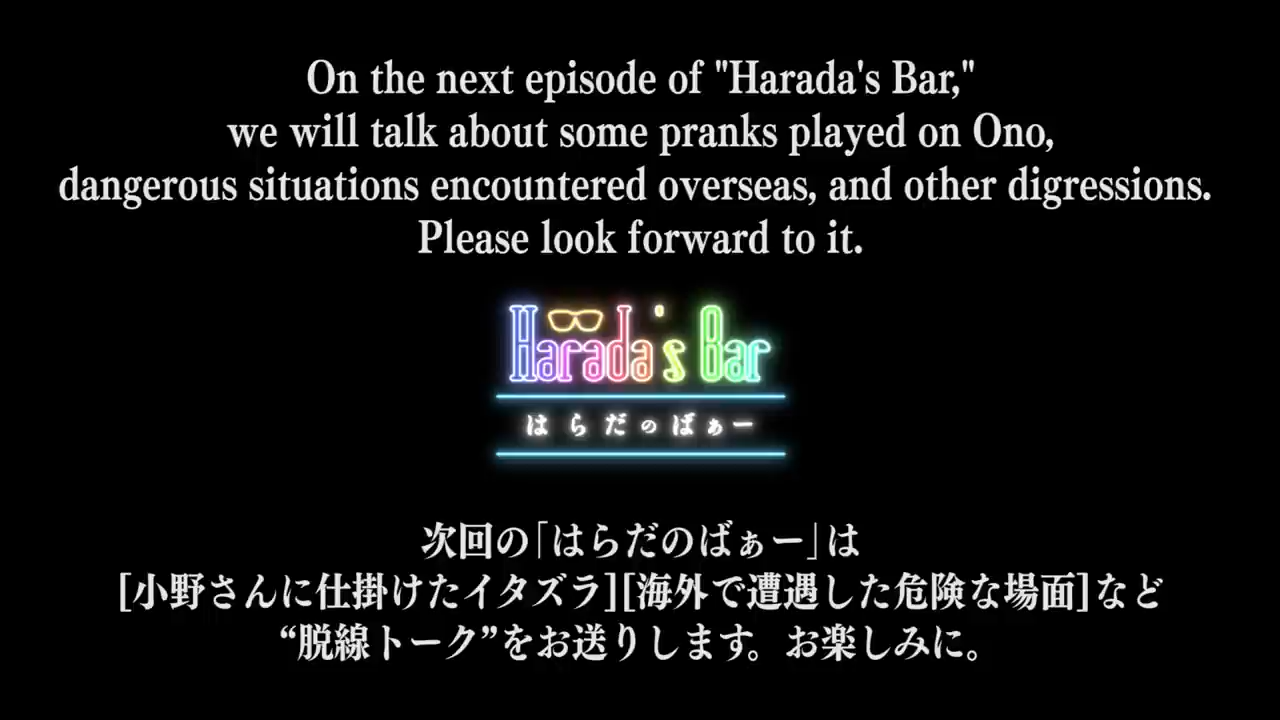 On the next episode of "Harada's Bar,"
we will talk about some pranks played on Ono,
dangerous situations encountered overseas, and other digressions.
Please look forward to it.
Harada's Bar
はらだのばぁー
次回の「はらだのばぁー」は
[小野さんに仕掛けたイタズラ][海外で遭遇した危険な場面]など
“脱線トーク”をお送りします。お楽しみに。